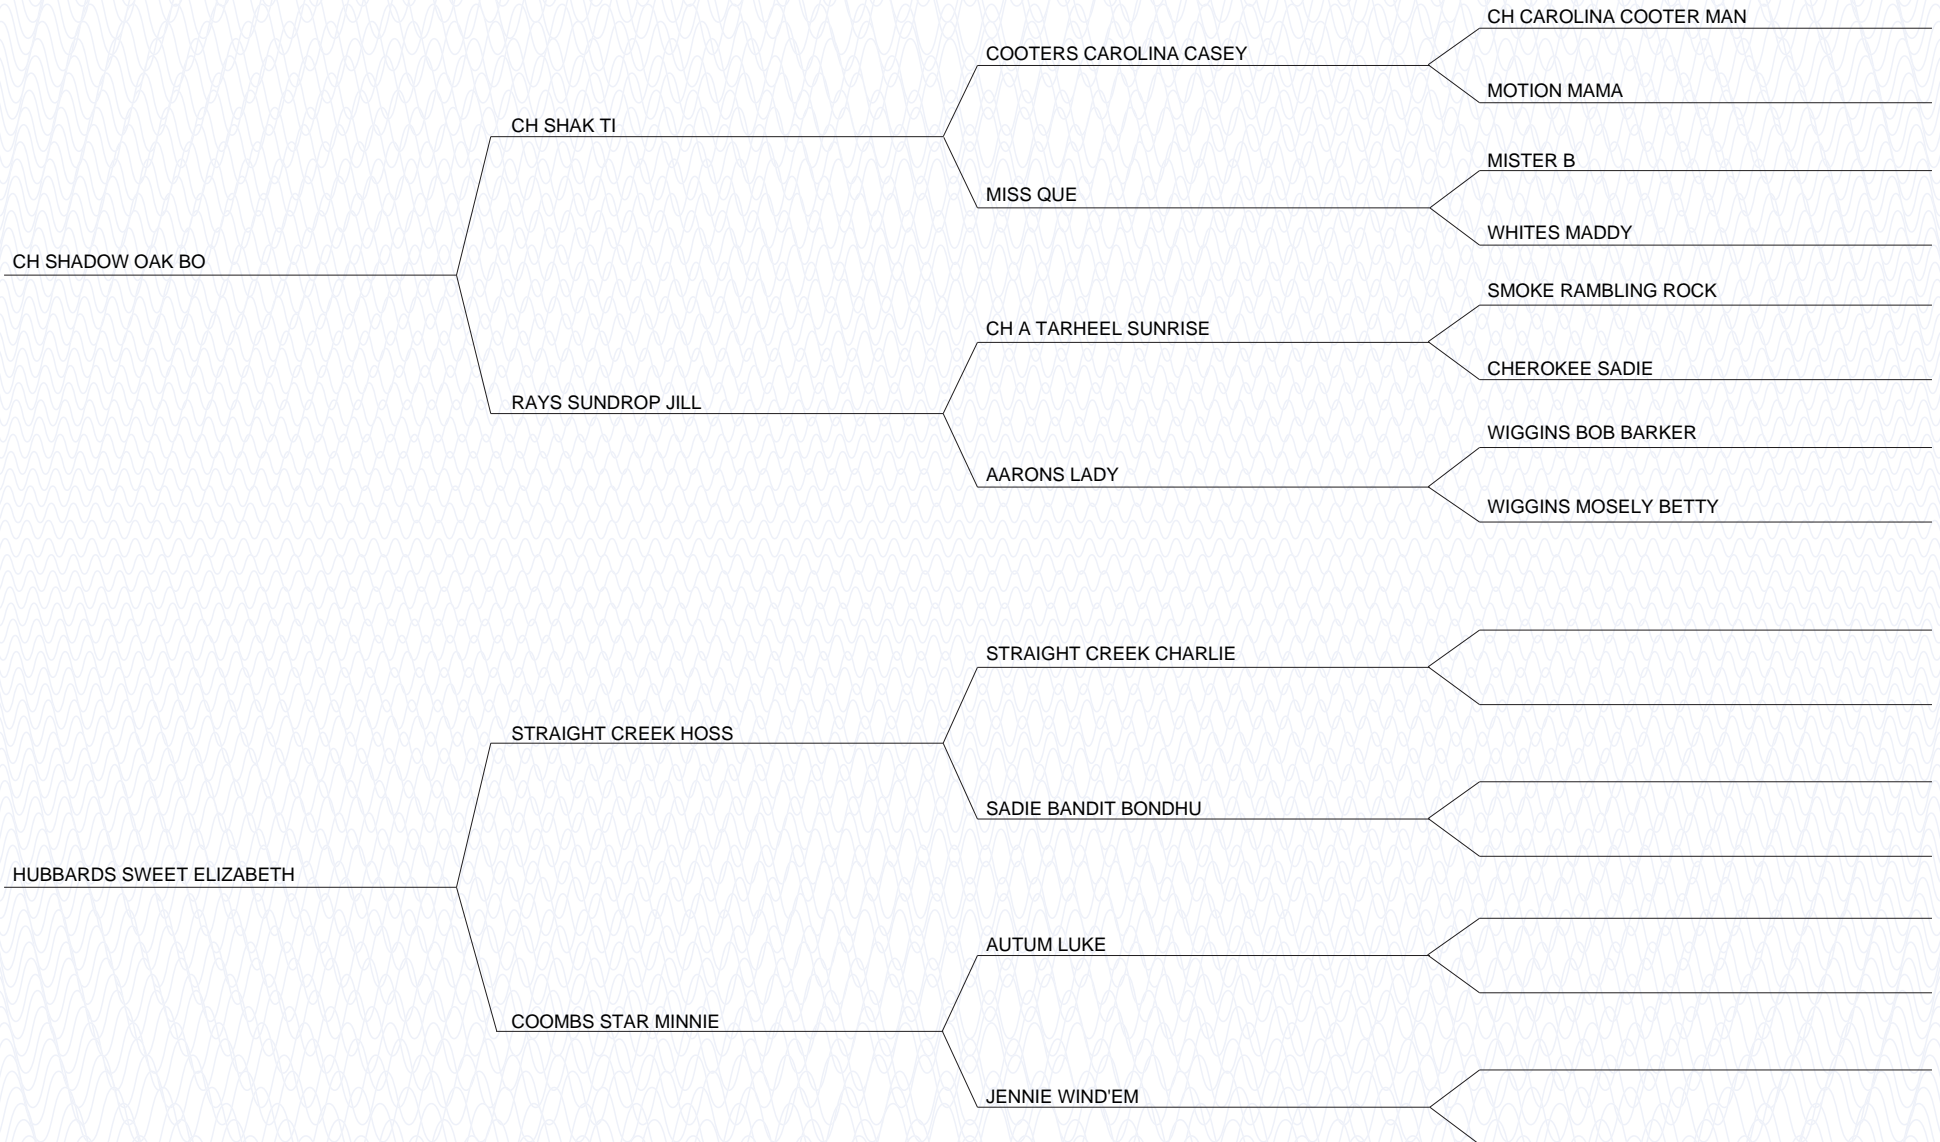 CH CAROLINA COOTER MAN
COOTERS CAROLINA CASEY
MOTION MAMA
CH SHAK TI
MISTER B
MISS QUE
WHITES MADDY
CH SHADOW OAK BO
SMOKE RAMBLING ROCK
CH A TARHEEL SUNRISE
CHEROKEE SADIE
RAYS SUNDROP JILL
WIGGINS BOB BARKER
AARONS LADY
WIGGINS MOSELY BETTY
STRAIGHT CREEK CHARLIE
STRAIGHT CREEK HOSS
SADIE BANDIT BONDHU
HUBBARDS SWEET ELIZABETH
AUTUM LUKE
COOMBS STAR MINNIE
JENNIE WIND'EM